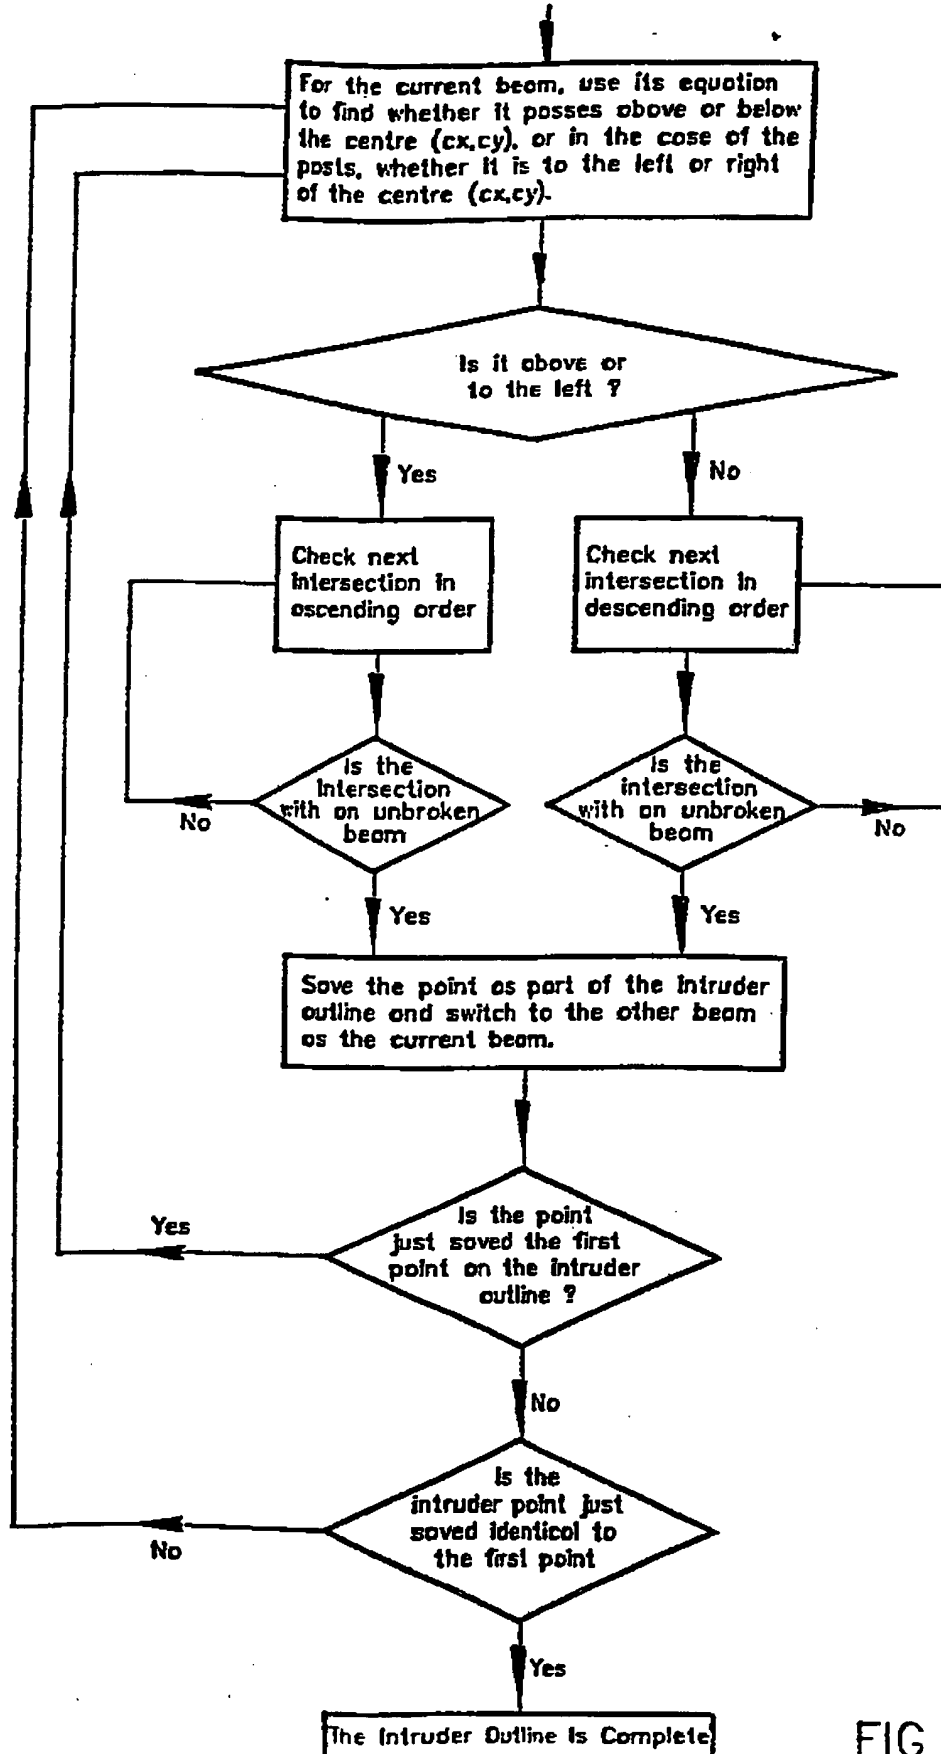 For the current beam, use its equation
to find whether it passes above or below
the centre (cx,cy), or in the case of the
posts, whether it is to the left or right
of the centre (cx,cy).
Is it above or
to the left ?
Yes
No
Check next
intersection in
ascending order
Check next
intersection in
descending order
Is the
intersection
with an unbroken
beam
No
Is the
intersection
with an unbroken
beam
No
Yes
Yes
Save the point as part of the intruder
outline and switch to the other beam
as the current beam.
Is the point
just saved the first
point on the intruder
outline ?
Yes
No
Is the
intruder point just
saved identical to
the first point
No
Yes
The Intruder Outline Is Complete
FIG